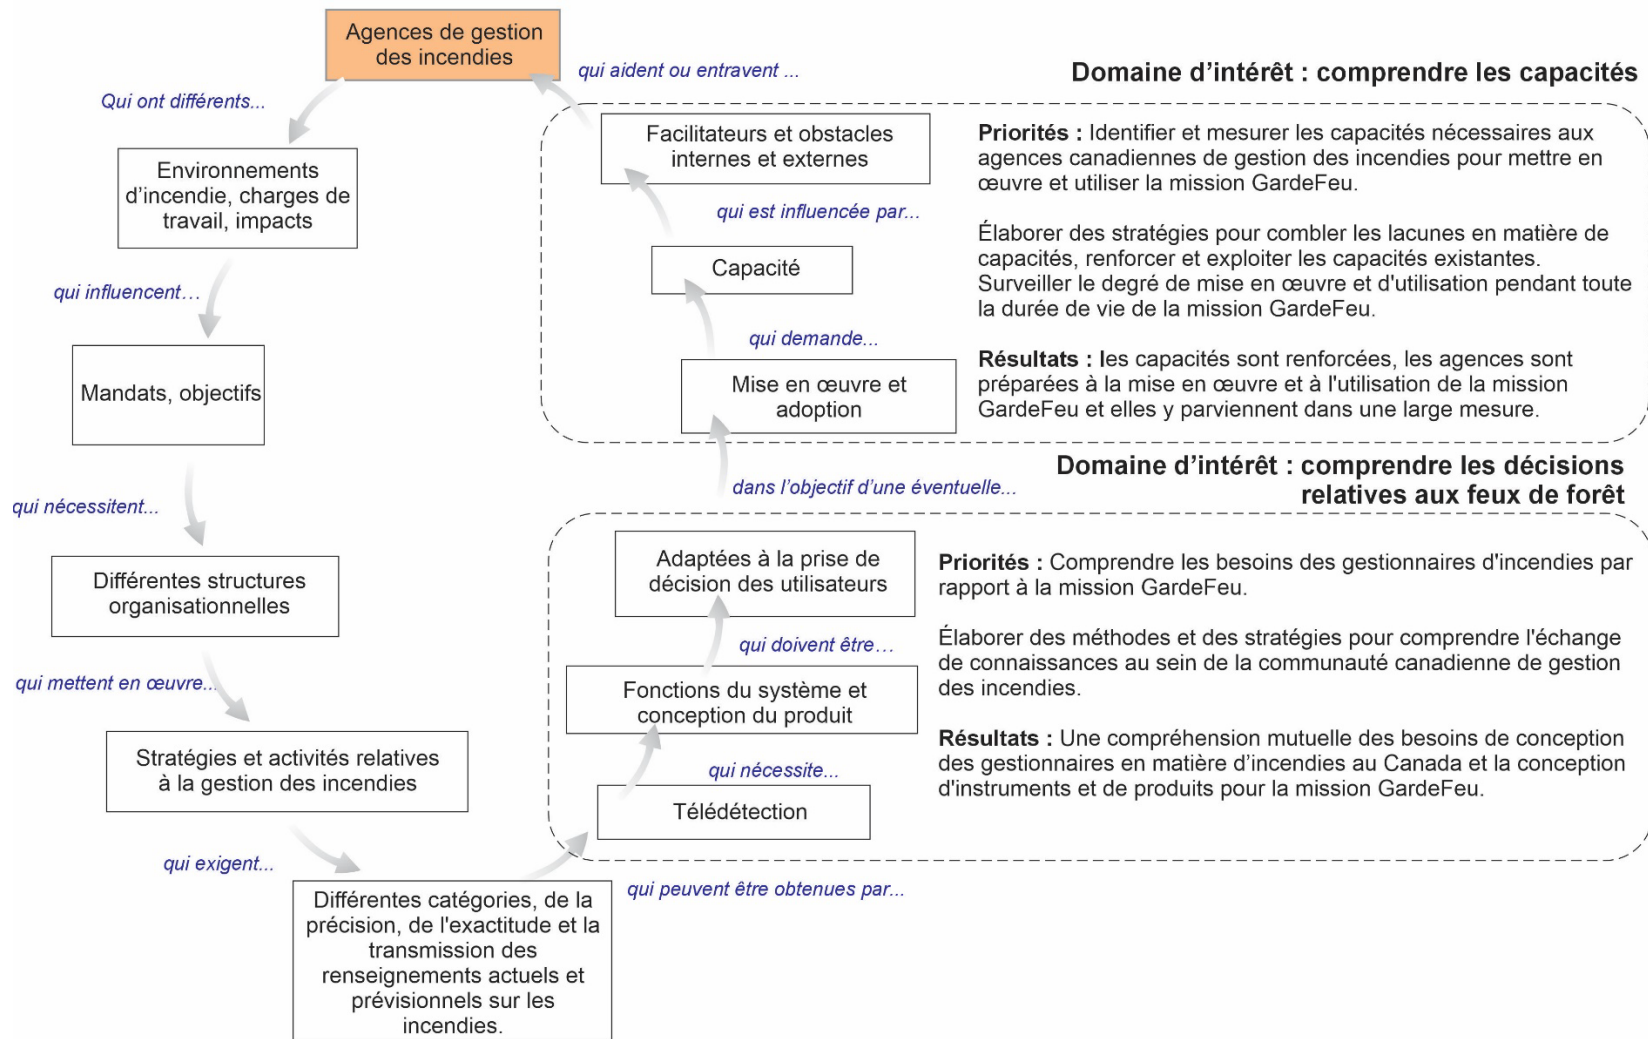 Agences de gestion
des incendies
qui aident ou entravent ...
Domaine d’intérêt : comprendre les capacités
Qui ont différents...
Environnements
d’incendie, charges de
travail, impacts
qui influencent…
Mandats, objectifs
qui nécessitent...
Différentes structures
organisationnelles
qui mettent en œuvre...
Stratégies et activités relatives
à la gestion des incendies
qui exigent...
Différentes catégories, de la
précision, de l'exactitude et la
transmission des
renseignements actuels et
prévisionnels sur les
incendies.
qui peuvent être obtenues par...
Facilitateurs et obstacles
internes et externes
qui est influencée par...
Capacité
qui demande...
Mise en œuvre et
adoption
Priorités : Identifier et mesurer les capacités nécessaires aux
agences canadiennes de gestion des incendies pour mettre en
œuvre et utiliser la mission GardeFeu.
Élaborer des stratégies pour combler les lacunes en matière de
capacités, renforcer et exploiter les capacités existantes.
Surveiller le degré de mise en œuvre et d'utilisation pendant toute
la durée de vie de la mission GardeFeu.
Résultats : les capacités sont renforcées, les agences sont
préparées à la mise en œuvre et à l'utilisation de la mission
GardeFeu et elles y parviennent dans une large mesure.
dans l’objectif d’une éventuelle...
Domaine d’intérêt : comprendre les décisions
relatives aux feux de forêt
Adaptées à la prise de
décision des utilisateurs
qui doivent être…
Fonctions du système et
conception du produit
qui nécessite...
Télédétection
Priorités : Comprendre les besoins des gestionnaires d'incendies par
rapport à la mission GardeFeu.
Élaborer des méthodes et des stratégies pour comprendre l'échange
de connaissances au sein de la communauté canadienne de gestion
des incendies.
Résultats : Une compréhension mutuelle des besoins de conception
des gestionnaires en matière d’incendies au Canada et la conception
d'instruments et de produits pour la mission GardeFeu.